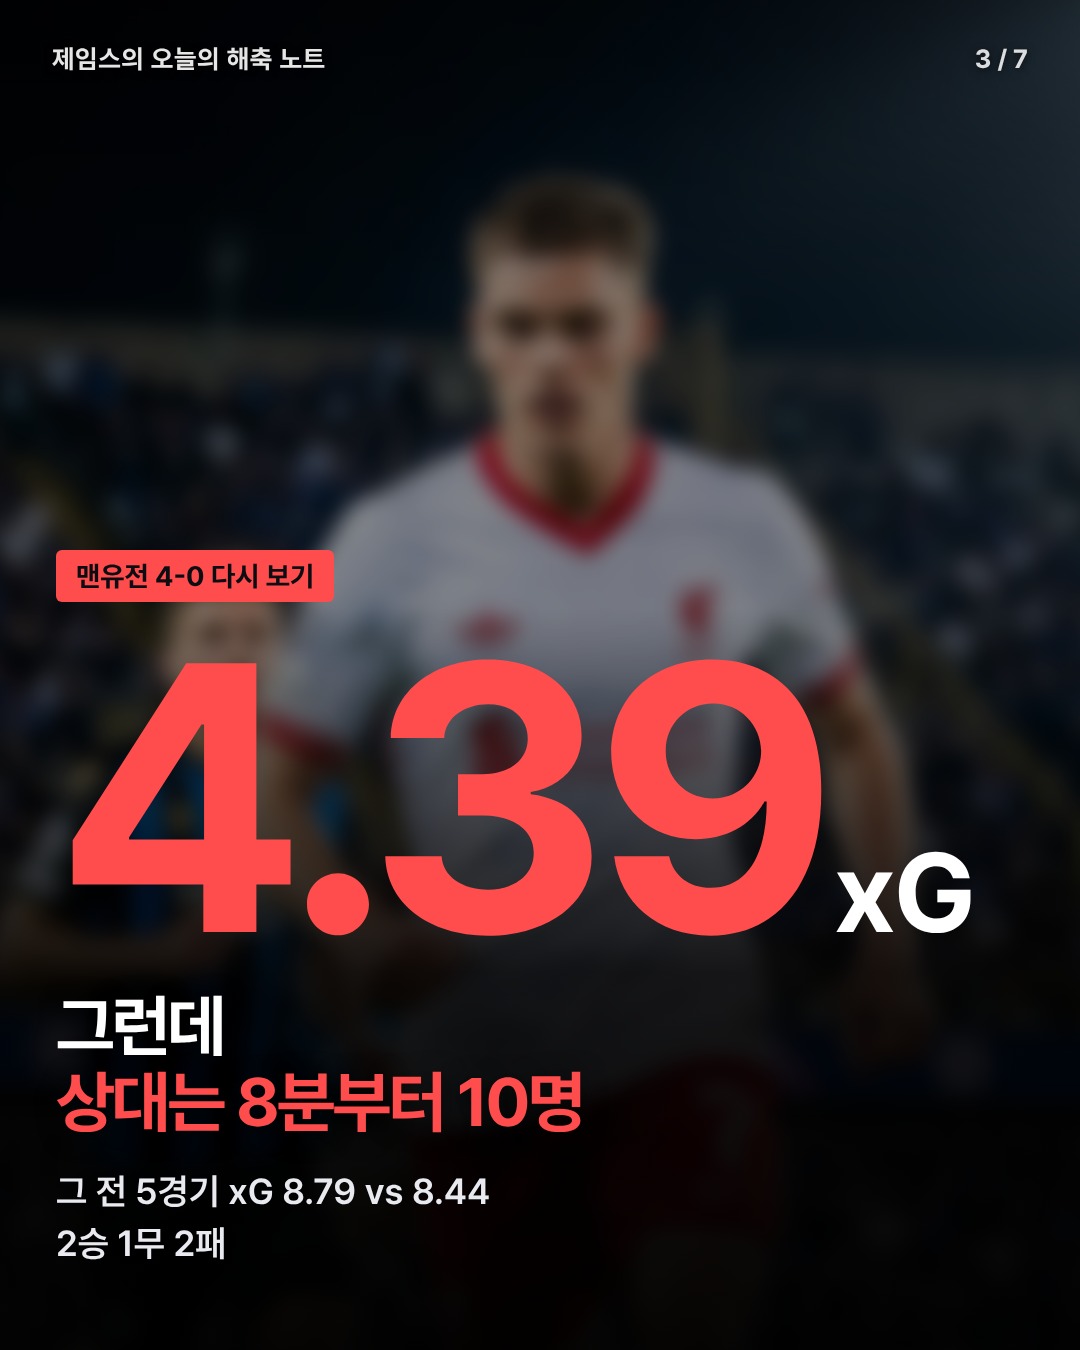 제임스의 오늘의 해축 노트
3 / 7
맨유전 4-0 다시 보기
4.39 xG
그런데
상대는 8분부터 10명
그 전 5경기 xG 8.79 vs 8.44
2승 1무 2패